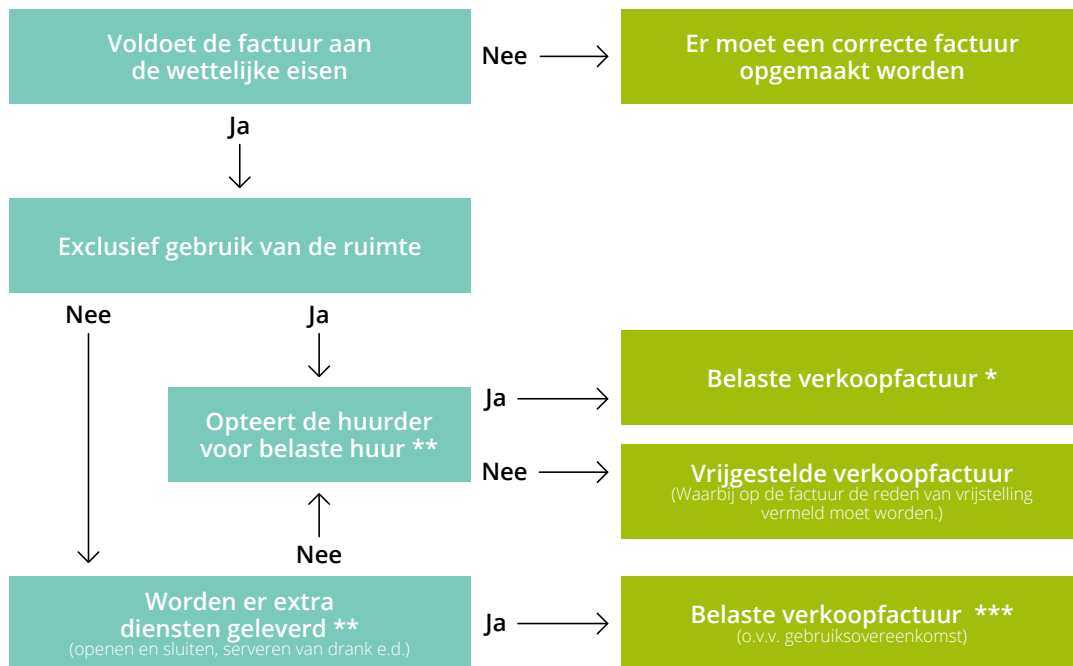 Voldoet de factuur aan
de wettelijke eisen
Nee
Er moet een correcte factuur
opgemaakt worden
Ja
Exclusief gebruik van de ruimte
Nee
Ja
Opteert de huurder
voor belaste huur **
Ja
Belaste verkoopfactuur *
Nee
Vrijgestelde verkoopfactuur
(Waarbij op de factuur de reden van vrijstelling
vermeld moet worden.)
Nee
Worden er extra
diensten geleverd **
(openen en sluiten, serveren van drank e.d.)
Ja
Belaste verkoopfactuur ***
(o.v.v. gebruiksovereenkomst)